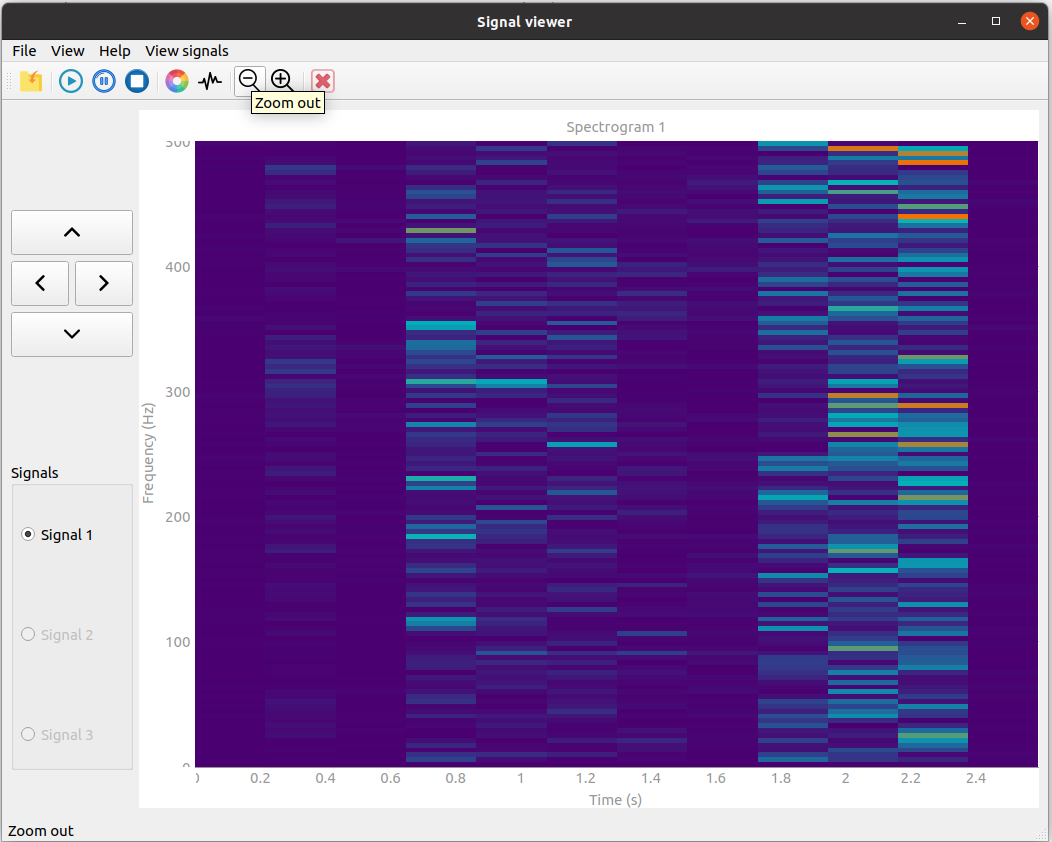 Signal viewer
File View Help View signals
Zoom out
Spectrogram 1
500
400
300
200
100
0
Frequency (Hz)
0 0.2 0.4 0.6 0.8 1 1.2 1.4 1.6 1.8 2 2.2 2.4
Time (s)
Signals
Signal 1
Signal 2
Signal 3
Zoom out